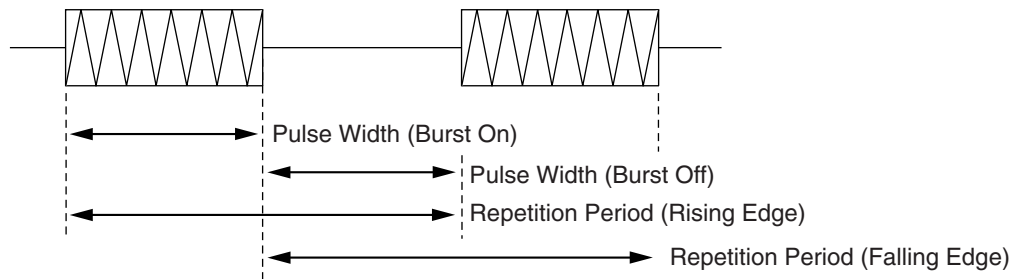 Pulse Width (Burst On)
Pulse Width (Burst Off)
Repetition Period (Rising Edge)
Repetition Period (Falling Edge)